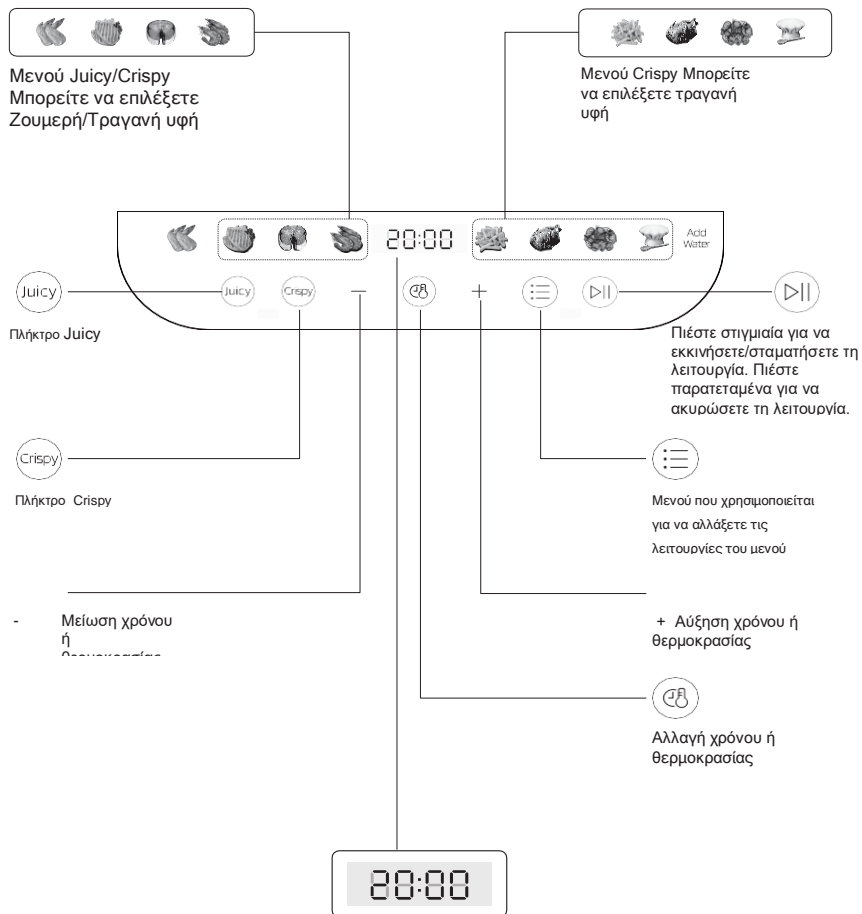 Μενού Juicy/Crispy
Μπορείτε να επιλέξετε
Ζουμερή/Τραγανή υφή
Μενού Crispy Μπορείτε
να επιλέξετε τραγανή
υφή
20:00
Add
Water
Juicy
Juicy
Crispy
−
+
Πλήκτρο Juicy
Πιέστε στιγμιαία για να
εκκινήσετε/σταματήσετε τη
λειτουργία. Πιέστε
παρατεταμένα για να
ακυρώσετε τη λειτουργία.
Crispy
Πλήκτρο Crispy
Μενού που χρησιμοποιείται
για να αλλάξετε τις
λειτουργίες του μενού
- Μείωση χρόνου
ή
θερμοκρασίας
+ Αύξηση χρόνου ή
θερμοκρασίας
Αλλαγή χρόνου ή
θερμοκρασίας
20:00